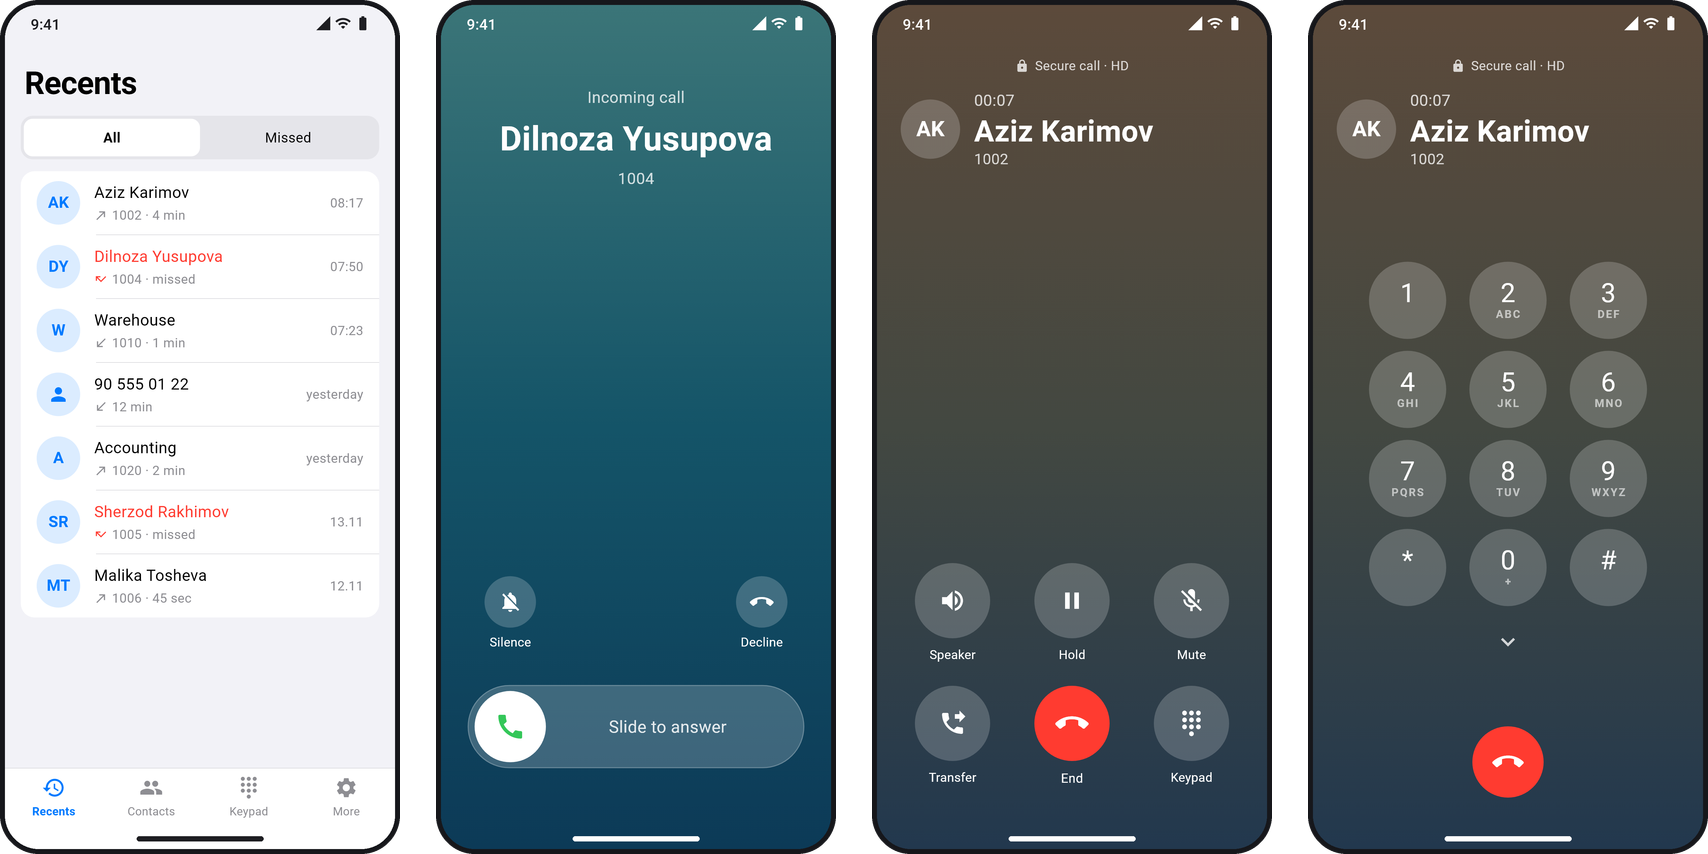 9:41
Recents
All
Missed
AK
Aziz Karimov
1002 · 4 min
08:17
DY
Dilnoza Yusupova
1004 · missed
07:50
W
Warehouse
1010 · 1 min
07:23
90 555 01 22
12 min
yesterday
A
Accounting
1020 · 2 min
yesterday
SR
Sherzod Rakhimov
1005 · missed
13.11
MT
Malika Tosheva
1006 · 45 sec
12.11
Recents
Contacts
Keypad
More
9:41
Incoming call
Dilnoza Yusupova
1004
Silence
Decline
Slide to answer
9:41
Secure call · HD
AK
00:07
Aziz Karimov
1002
Speaker
Hold
Mute
Transfer
End
Keypad
9:41
Secure call · HD
AK
00:07
Aziz Karimov
1002
1
2
ABC
3
DEF
4
GHI
5
JKL
6
MNO
7
PQRS
8
TUV
9
WXYZ
*
0
+
#